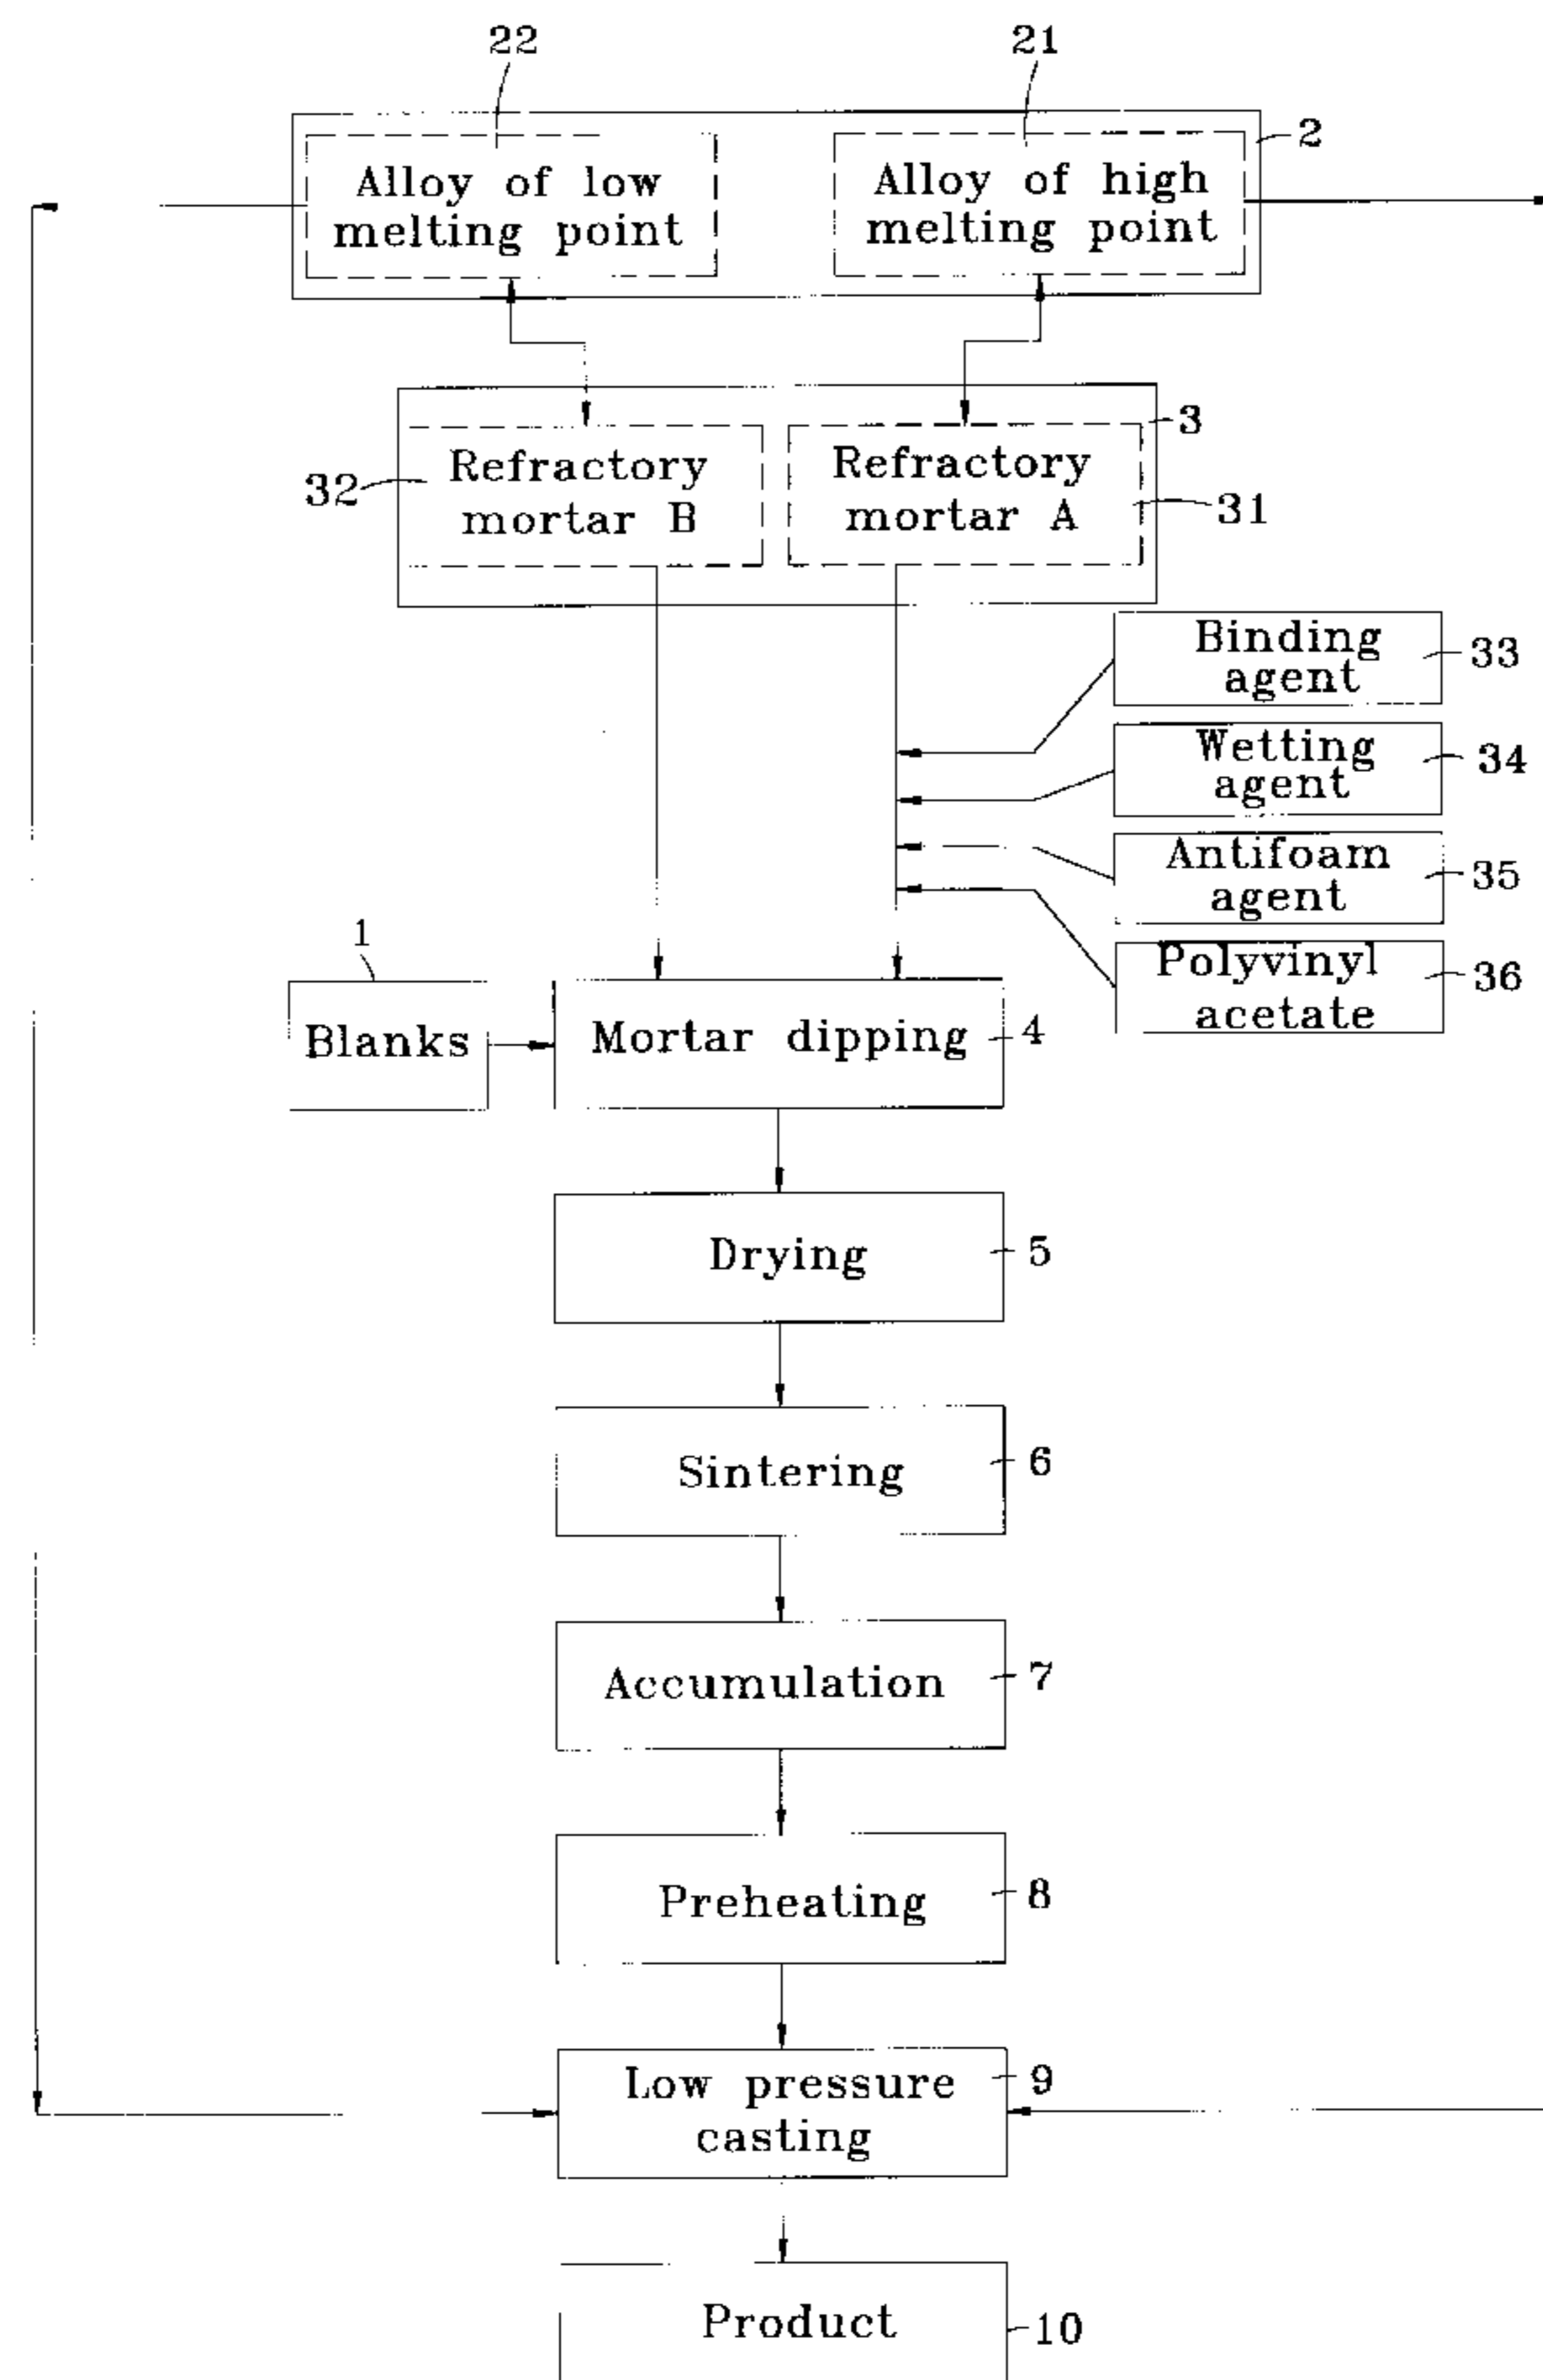 22
21
2
Alloy of low
melting point
Alloy of high
melting point
3
Refractory
mortar B
Refractory
mortar A
32
31
Binding
agent
33
Wetting
agent
34
Antifoam
agent
35
Polyvinyl
acetate
36
1
Blanks
Mortar dipping
4
Drying
5
Sintering
6
Accumulation
7
Preheating
8
Low pressure
casting
9
Product
10